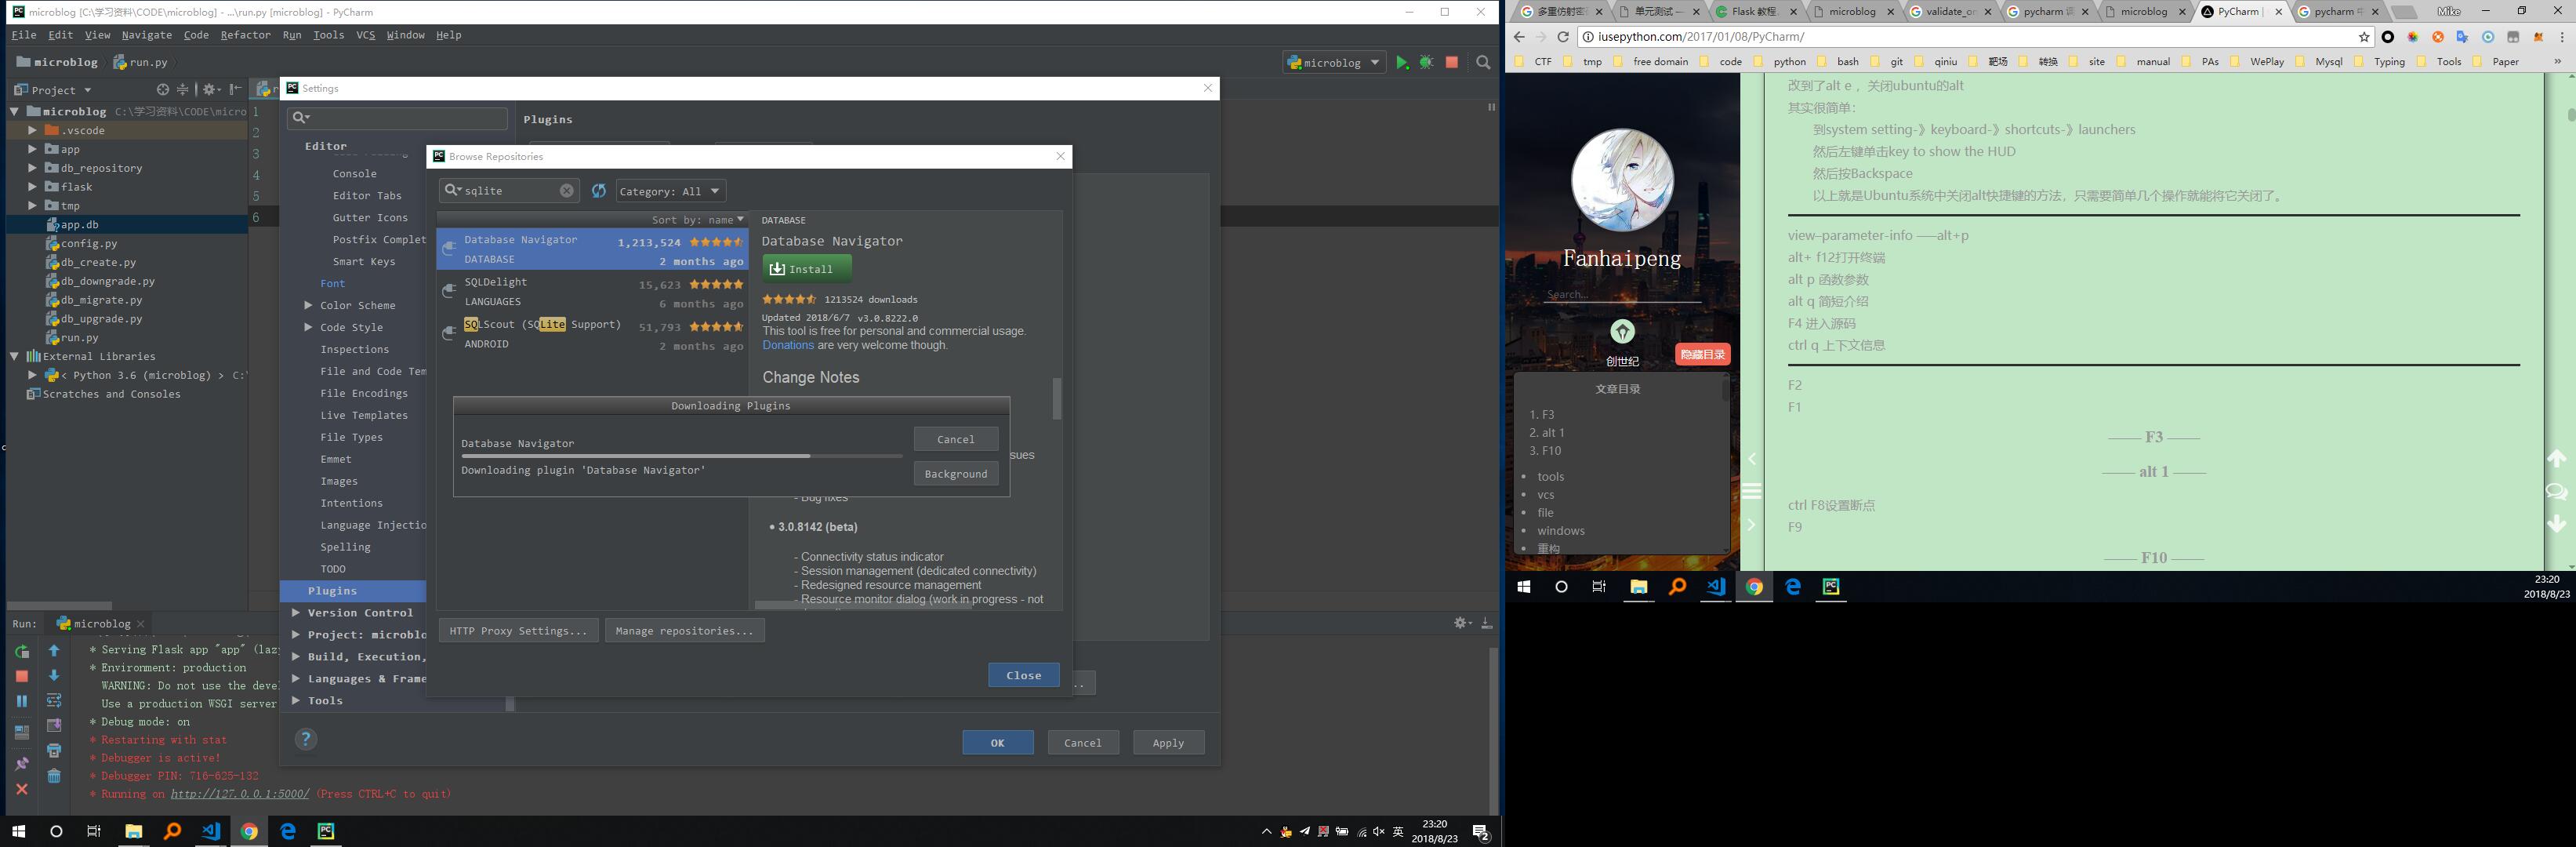 microblog [C:\学习资料\CODE\microblog] - ...\run.py [microblog] - PyCharm
File Edit View Navigate Code Refactor Run Tools VCS Window Help
microblog run.py
microblog
Project
microblog C:\学习资料\CODE\micro
.vscode
app
db_repository
flask
tmp
app.db
config.py
db_create.py
db_downgrade.py
db_migrate.py
db_upgrade.py
run.py
External Libraries
< Python 3.6 (microblog) > C:
Scratches and Consoles
1
2
3
4
5
6
Settings
Editor
Console
Editor Tabs
Gutter Icons
Postfix Complet
Smart Keys
Font
Color Scheme
Code Style
Inspections
File and Code Tem
File Encodings
Live Templates
File Types
Emmet
Images
Intentions
Language Injectio
Spelling
TODO
Plugins
Version Control
Project: microblo
Build, Execution,
Languages & Frame
Tools
Plugins
Browse Repositories
sqlite
Category: All
Sort by: name
Database Navigator 1,213,524
DATABASE 2 months ago
SQLDelight 15,623
LANGUAGES 6 months ago
SQLScout (SQLite Support) 51,793
ANDROID 2 months ago
DATABASE
Database Navigator
Install
1213524 downloads
Updated 2018/6/7 v3.0.8222.0
This tool is free for personal and commercial usage.
Donations are very welcome though.
Change Notes
Downloading Plugins
Database Navigator
Cancel
Downloading plugin 'Database Navigator'
Background
sues
- Bug fixes
• 3.0.8142 (beta)
- Connectivity status indicator
- Session management (dedicated connectivity)
- Redesigned resource management
- Resource monitor dialog (work in progress - not
HTTP Proxy Settings... Manage repositories...
Close
OK Cancel Apply
Run: microblog
* Serving Flask app "app" (laz
* Environment: production
WARNING: Do not use the deve
Use a production WSGI server
* Debug mode: on
* Restarting with stat
* Debugger is active!
* Debugger PIN: 716-625-132
* Running on http://127.0.0.1:5000/ (Press CTRL+C to quit)
英
23:20
2018/8/23
2
多重仿射密
单元测试 —
Flask 教程
microblog
validate_on
pycharm 调
microblog
PyCharm |
pycharm 中
Mike
iusepython.com/2017/01/08/PyCharm/
CTF tmp free domain code python bash git qiniu 靶场 转换 site manual PAs WePlay Mysql Typing Tools Paper »
Fanhaipeng
Search...
创世纪
隐藏目录
文章目录
1. F3
2. alt 1
3. F10
• tools
• vcs
• file
• windows
• 重构
改到了alt e ，关闭ubuntu的alt
其实很简单：
到system setting-》keyboard-》shortcuts-》launchers
然后左键单击key to show the HUD
然后按Backspace
以上就是Ubuntu系统中关闭alt快捷键的方法，只需要简单几个操作就能将它关闭了。
view–parameter-info —–alt+p
alt+ f12打开终端
alt p 函数参数
alt q 简短介绍
F4 进入源码
ctrl q 上下文信息
F2
F1
F3
alt 1
ctrl F8设置断点
F9
F10
23:20
2018/8/23